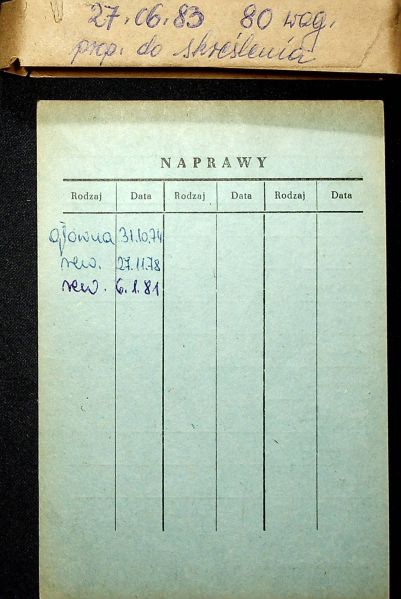 27.06.83 80 wag.
prop. do skreślenia
NAPRAWY
Rodzaj Data Rodzaj Data Rodzaj Data
główna 31.10.74
rew. 27.11.78
rew. 6.1.81